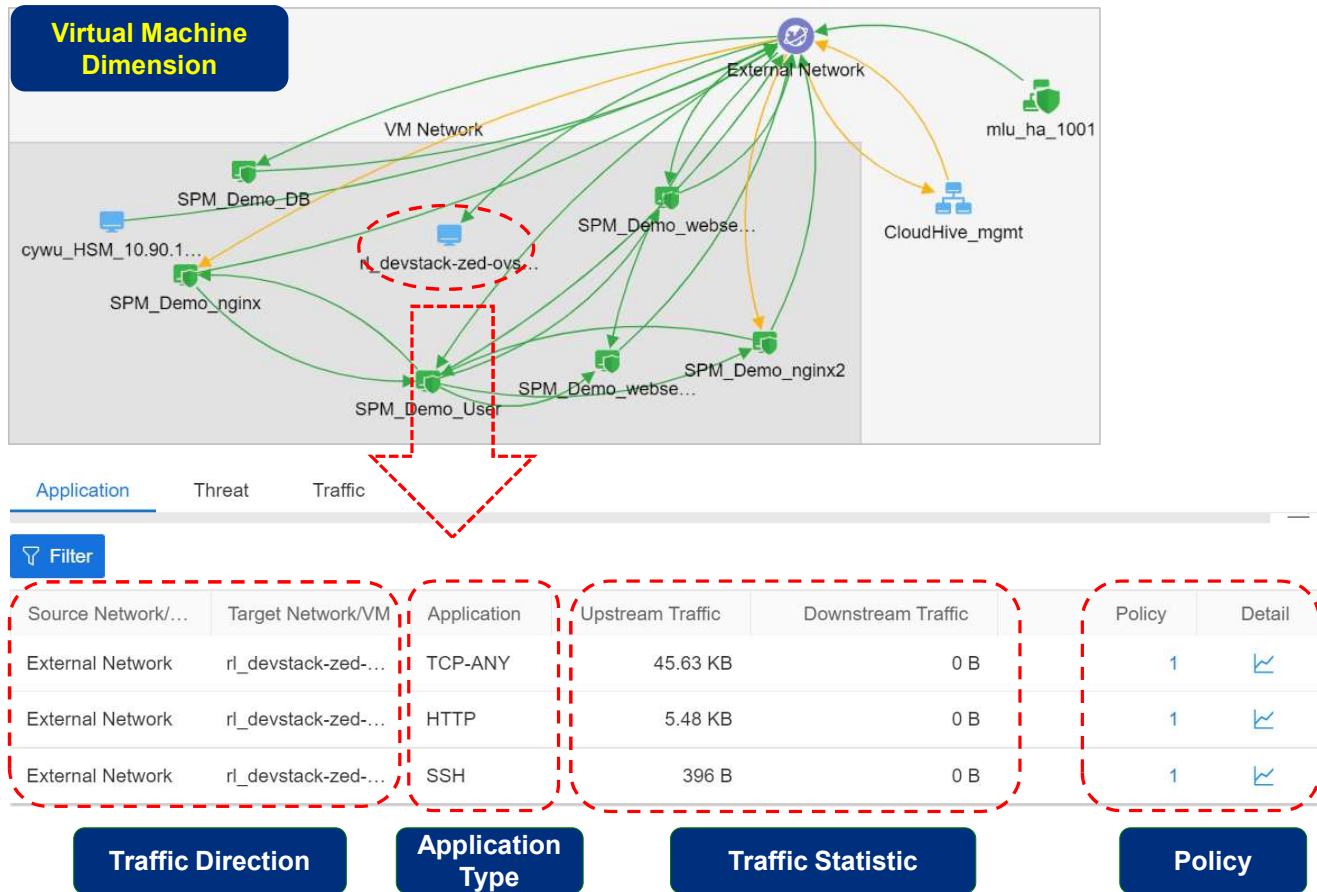 Virtual Machine
Dimension
External Network
mlu_ha_1001
VM Network
SPM_Demo_DB
SPM_Demo_webse...
CloudHive_mgmt
cywu_HSM_10.90.1...
rl_devstack-zed-ovs...
SPM_Demo_nginx
SPM_Demo_nginx2
SPM_Demo_webse...
SPM_Demo_User
Application Threat Traffic
Filter
Source Network/... Target Network/VM Application Upstream Traffic Downstream Traffic Policy Detail
External Network rl_devstack-zed-... TCP-ANY 45.63 KB 0 B 1
External Network rl_devstack-zed-... HTTP 5.48 KB 0 B 1
External Network rl_devstack-zed-... SSH 396 B 0 B 1
Traffic Direction
Application
Type
Traffic Statistic
Policy